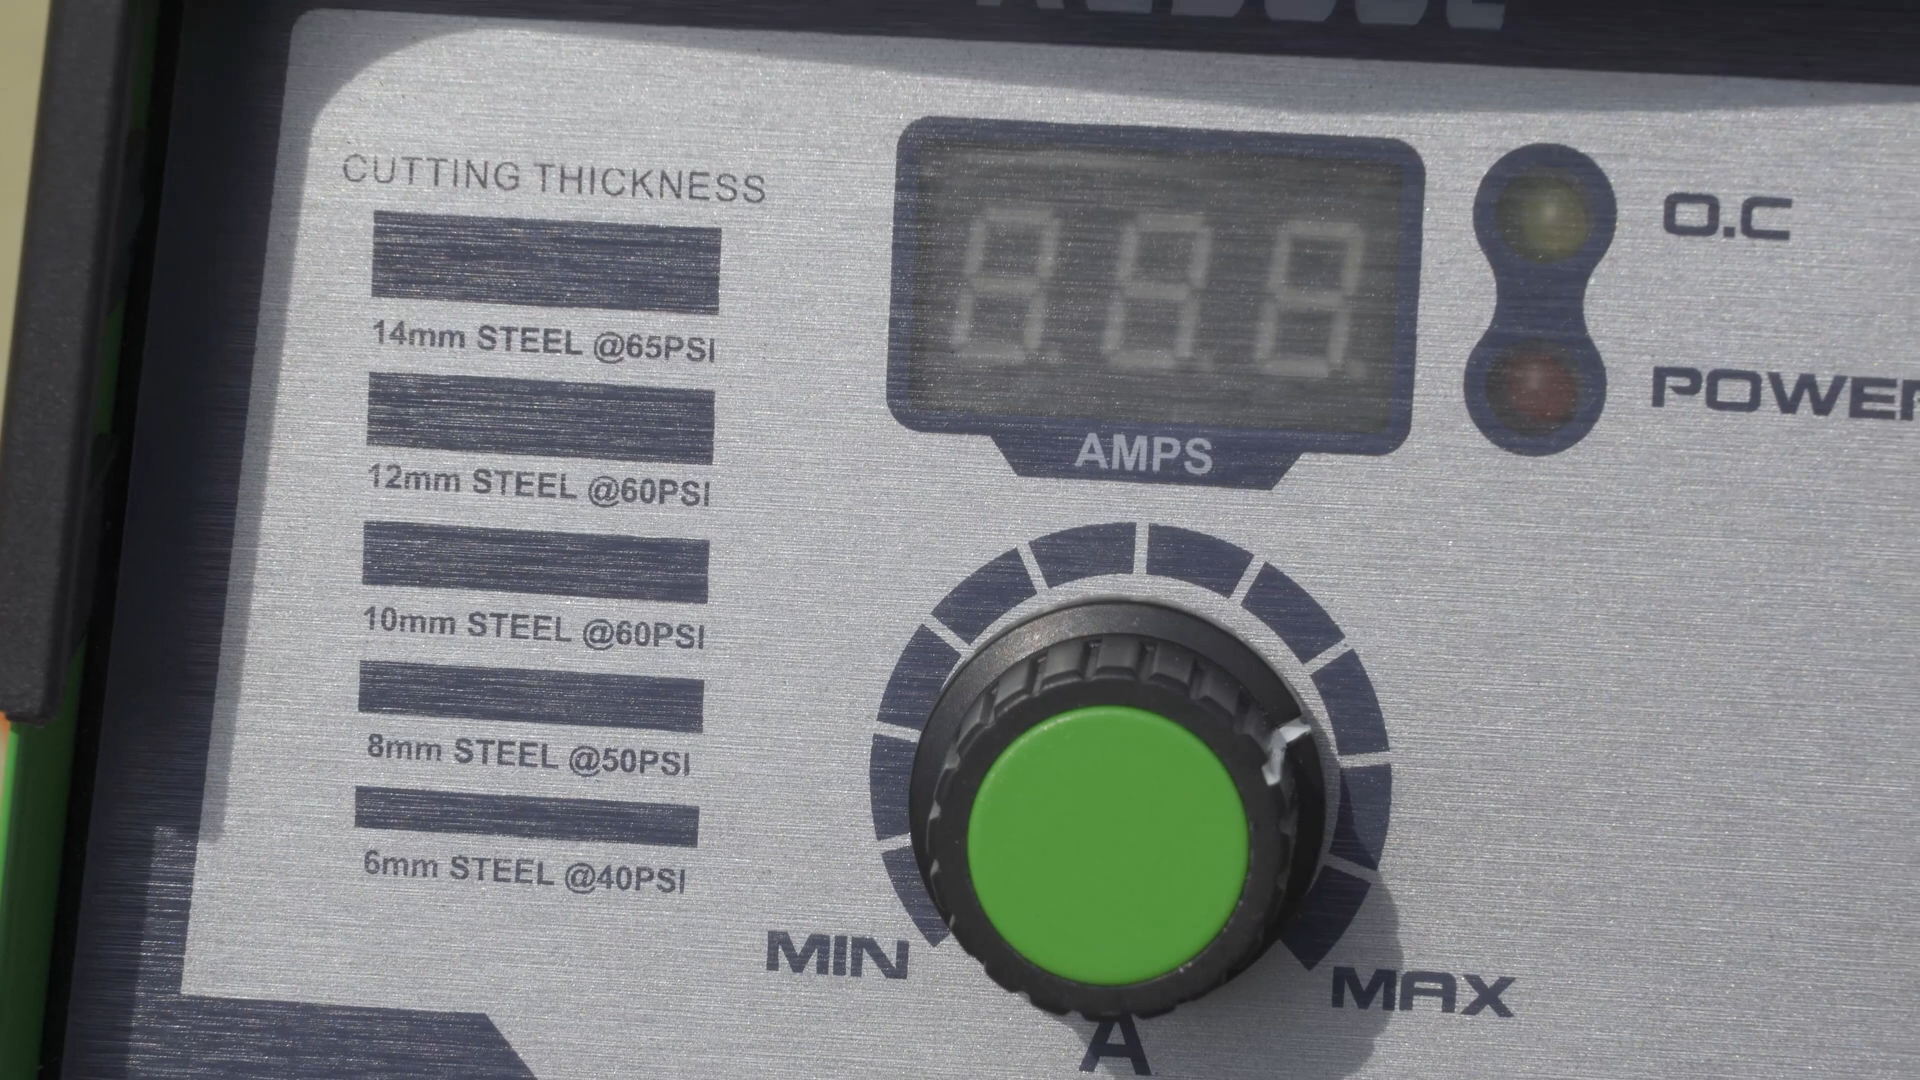 CUTTING THICKNESS
14mm STEEL @65PSI
12mm STEEL @60PSI
10mm STEEL @60PSI
8mm STEEL @50PSI
6mm STEEL @40PSI
AMPS
O.C
POWER
MIN
MAX
A